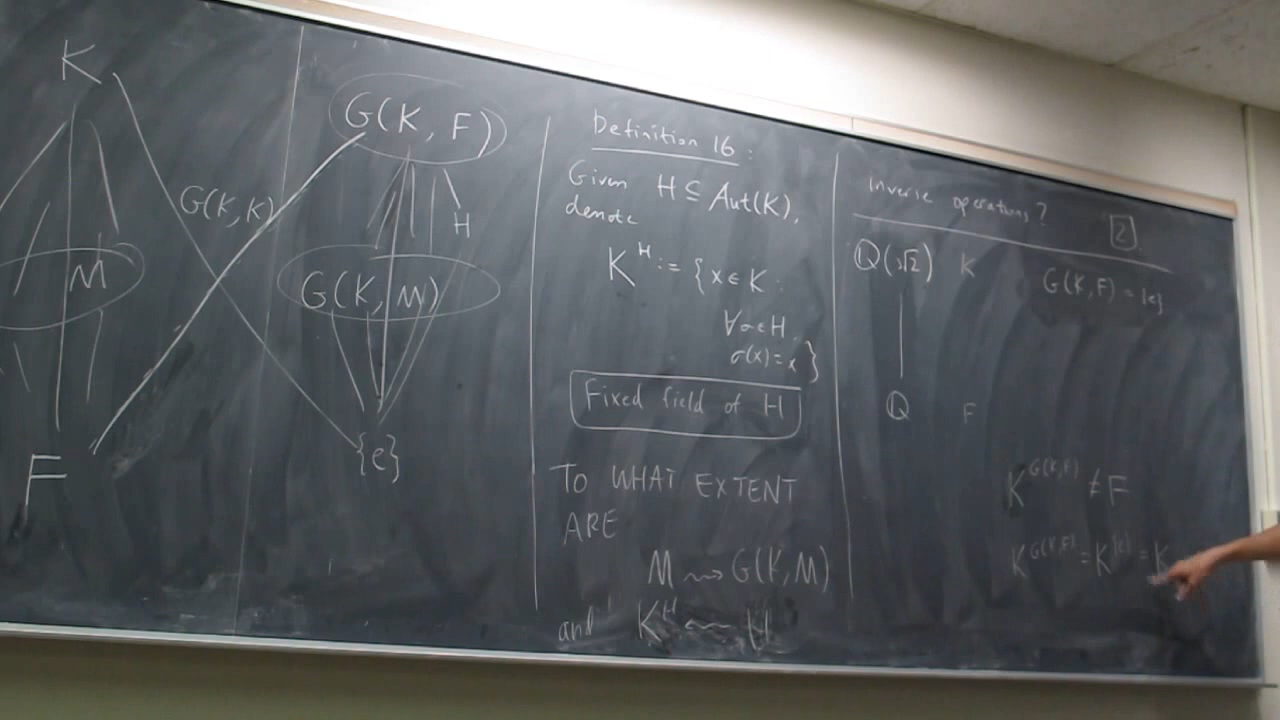 K
G(K, F)
G(K,K)
H
M
G(K, M)
F
{e}
Definition 16 :
Given H ⊆ Aut(K),
denote
K^H := {x ∈ K :
∀σ∈H,
σ(x) = x }
Fixed field of H
TO WHAT EXTENT
ARE
M ⇝ G(K, M)
and K^H ⇜ H
Inverse operations?
2
Q(∛2) K
G(K,F) = {e}
Q F
K^{G(K,F)} ≠ F
K^{G(K,F)} = K^{{e}} = K